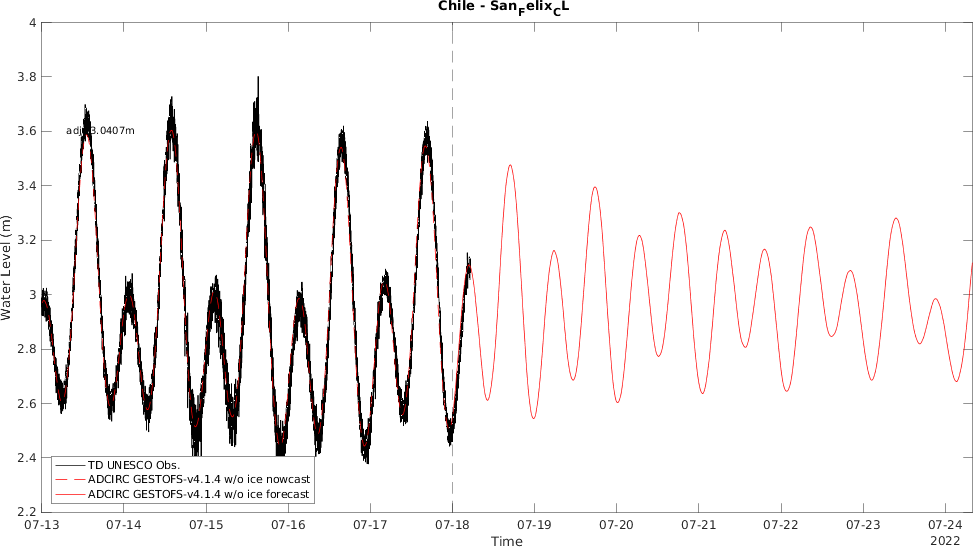 Chile - SanFelixCL
4
3.8
3.6
3.4
3.2
3
2.8
2.6
2.4
2.2
Water Level (m)
3.0407m
TD UNESCO Obs.
ADCIRC GESTOFS-v4.1.4 w/o ice nowcast
ADCIRC GESTOFS-v4.1.4 w/o ice forecast
07-13 07-14 07-15 07-16 07-17 07-18 07-19 07-20 07-21 07-22 07-23 07-24
Time
2022